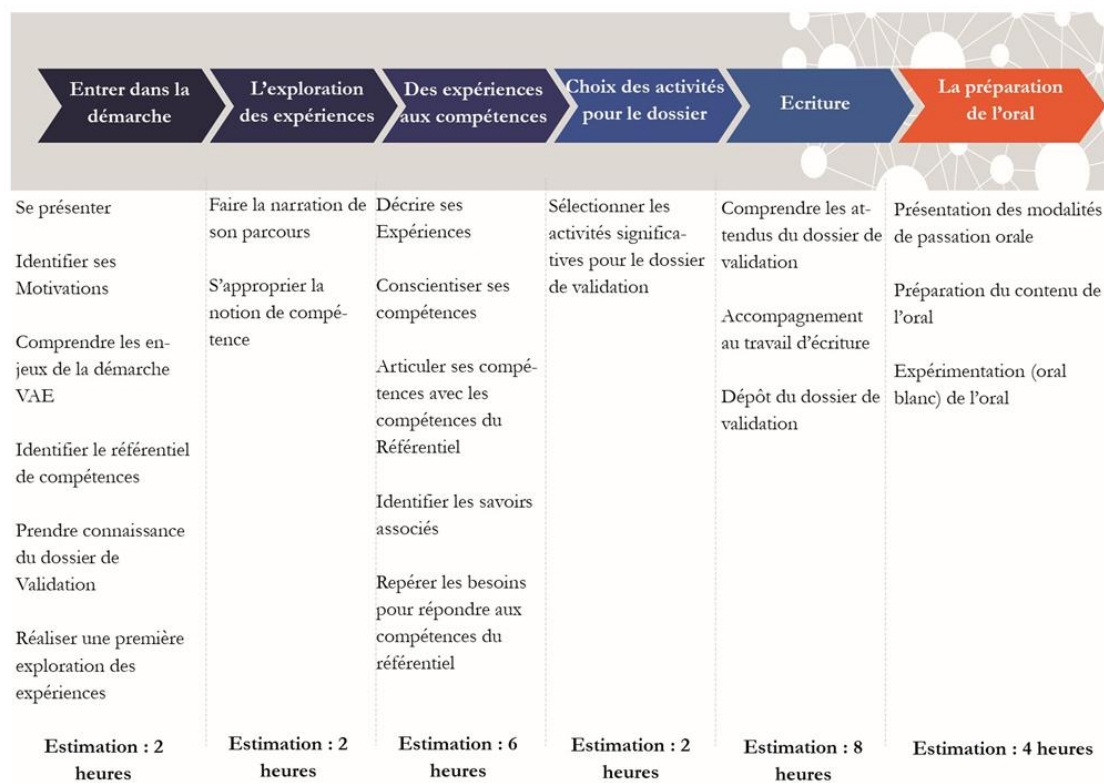 Entrer dans la
démarche
L'exploration
des expériences
Des expériences
aux compétences
Choix des activités
pour le dossier
Ecriture
La préparation
de l'oral
Se présenter
Identifier ses
Motivations
Comprendre les en-
jeux de la démarche
VAE
Identifier le référentiel
de compétences
Prendre connaissance
du dossier de
Validation
Réaliser une première
exploration des
expériences
Estimation : 2
heures
Faire la narration de
son parcours
S'approprier la
notion de compé-
tence
Estimation : 2
heures
Décrire ses
Expériences
Conscientiser ses
compétences
Articuler ses compé-
tences avec les
compétences du
Référentiel
Identifier les savoirs
associés
Repérer les besoins
pour répondre aux
compétences du
référentiel
Estimation : 6
heures
Sélectionner les
activités significa-
tives pour le dossier
de validation
Estimation : 2
heures
Comprendre les at-
tendus du dossier de
validation
Accompagnement
au travail d'écriture
Dépôt du dossier de
validation
Estimation : 8
heures
Présentation des modalités
de passation orale
Préparation du contenu de
l'oral
Expérimentation (oral
blanc) de l'oral
Estimation : 4 heures